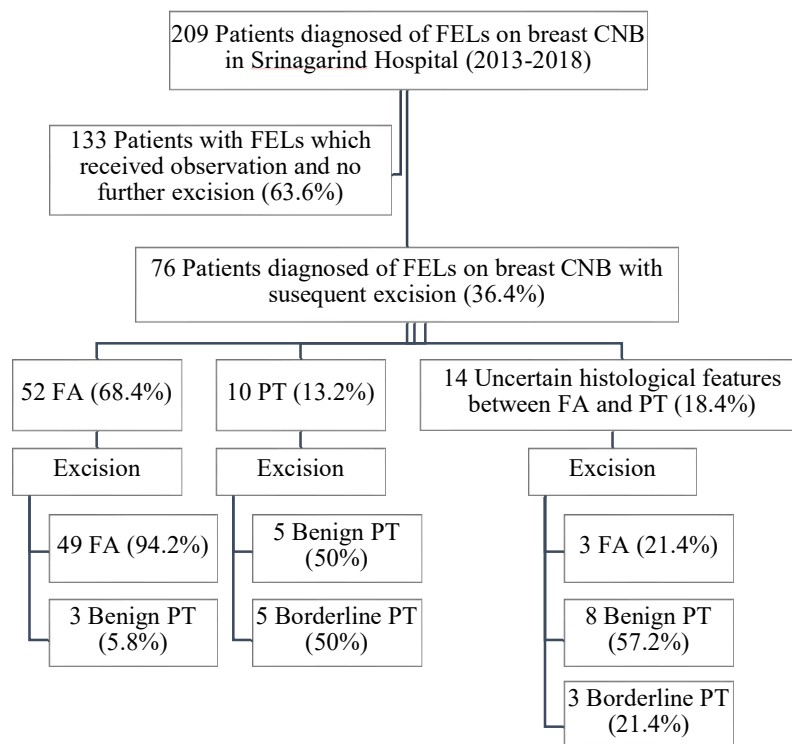 209 Patients diagnosed of FELs on breast CNB
in Srinagarind Hospital (2013-2018)
133 Patients with FELs which
received observation and no
further excision (63.6%)
76 Patients diagnosed of FELs on breast CNB with
susequent excision (36.4%)
52 FA (68.4%)
10 PT (13.2%)
14 Uncertain histological features
between FA and PT (18.4%)
Excision
Excision
Excision
49 FA (94.2%)
3 Benign PT
(5.8%)
5 Benign PT
(50%)
5 Borderline PT
(50%)
3 FA (21.4%)
8 Benign PT
(57.2%)
3 Borderline PT
(21.4%)